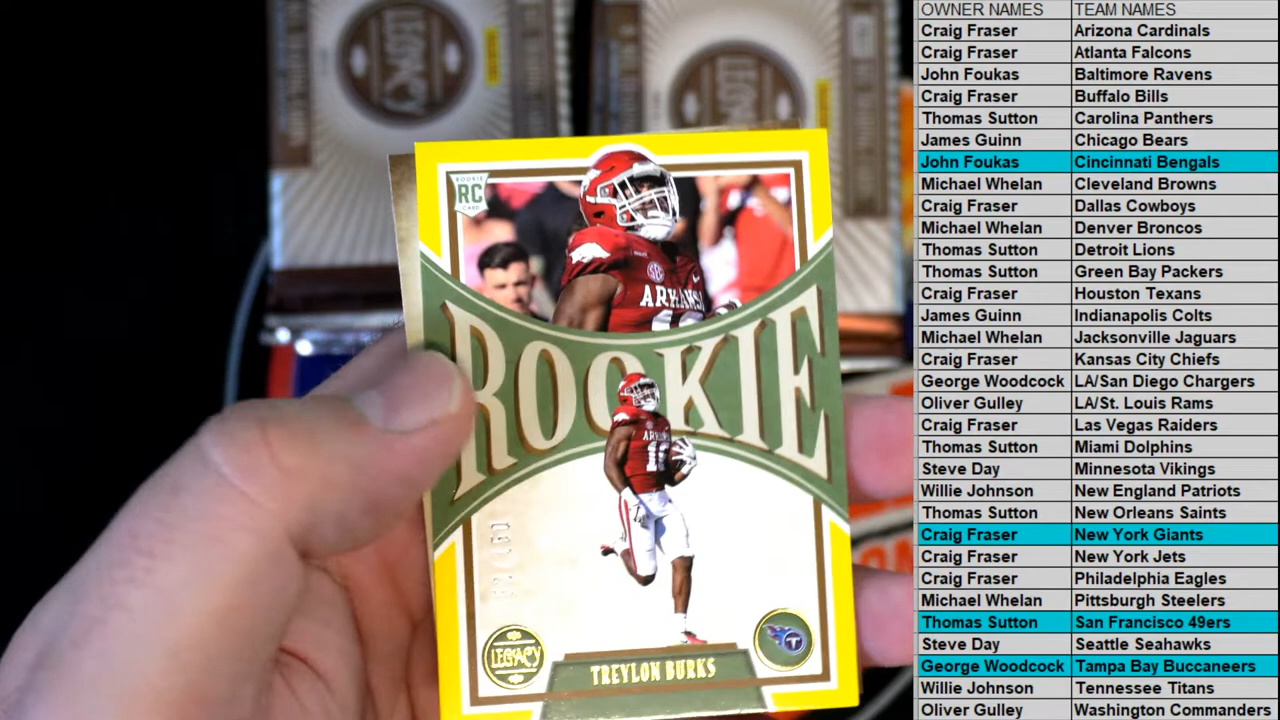 LEGACY
LEGACY
ROOKIE
RC
CARD
ARKANSAS
ROOKIE
LEGACY
TREYLON BURKS
OWNER NAMES TEAM NAMES
Craig Fraser Arizona Cardinals
Craig Fraser Atlanta Falcons
John Foukas Baltimore Ravens
Craig Fraser Buffalo Bills
Thomas Sutton Carolina Panthers
James Guinn Chicago Bears
John Foukas Cincinnati Bengals
Michael Whelan Cleveland Browns
Craig Fraser Dallas Cowboys
Michael Whelan Denver Broncos
Thomas Sutton Detroit Lions
Thomas Sutton Green Bay Packers
Craig Fraser Houston Texans
James Guinn Indianapolis Colts
Michael Whelan Jacksonville Jaguars
Craig Fraser Kansas City Chiefs
George Woodcock LA/San Diego Chargers
Oliver Gulley LA/St. Louis Rams
Craig Fraser Las Vegas Raiders
Thomas Sutton Miami Dolphins
Steve Day Minnesota Vikings
Willie Johnson New England Patriots
Thomas Sutton New Orleans Saints
Craig Fraser New York Giants
Craig Fraser New York Jets
Craig Fraser Philadelphia Eagles
Michael Whelan Pittsburgh Steelers
Thomas Sutton San Francisco 49ers
Steve Day Seattle Seahawks
George Woodcock Tampa Bay Buccaneers
Willie Johnson Tennessee Titans
Oliver Gulley Washington Commanders